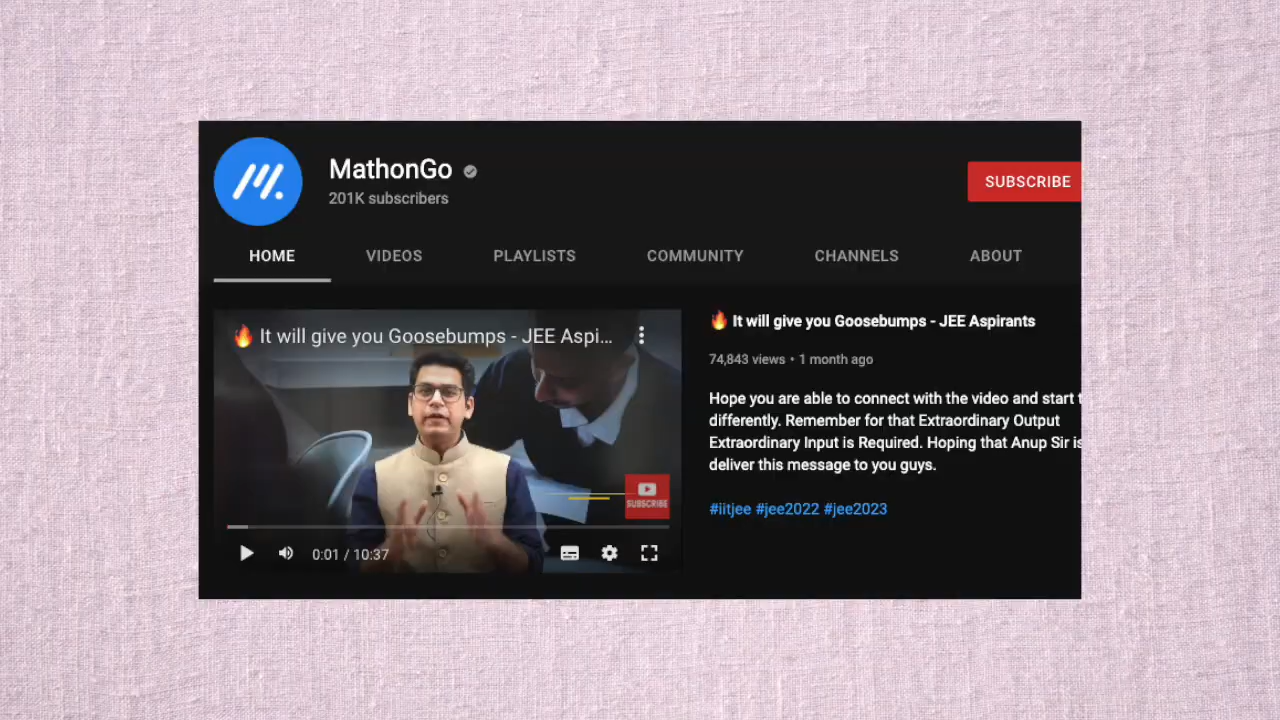 MathonGo
201K subscribers
SUBSCRIBE
HOME VIDEOS PLAYLISTS COMMUNITY CHANNELS ABOUT
🔥 It will give you Goosebumps - JEE Aspi...
SUBSCRIBE
0:01 / 10:37
🔥 It will give you Goosebumps - JEE Aspirants
74,843 views • 1 month ago
Hope you are able to connect with the video and start t
differently. Remember for that Extraordinary Output
Extraordinary Input is Required. Hoping that Anup Sir is
deliver this message to you guys.
#iitjee #jee2022 #jee2023